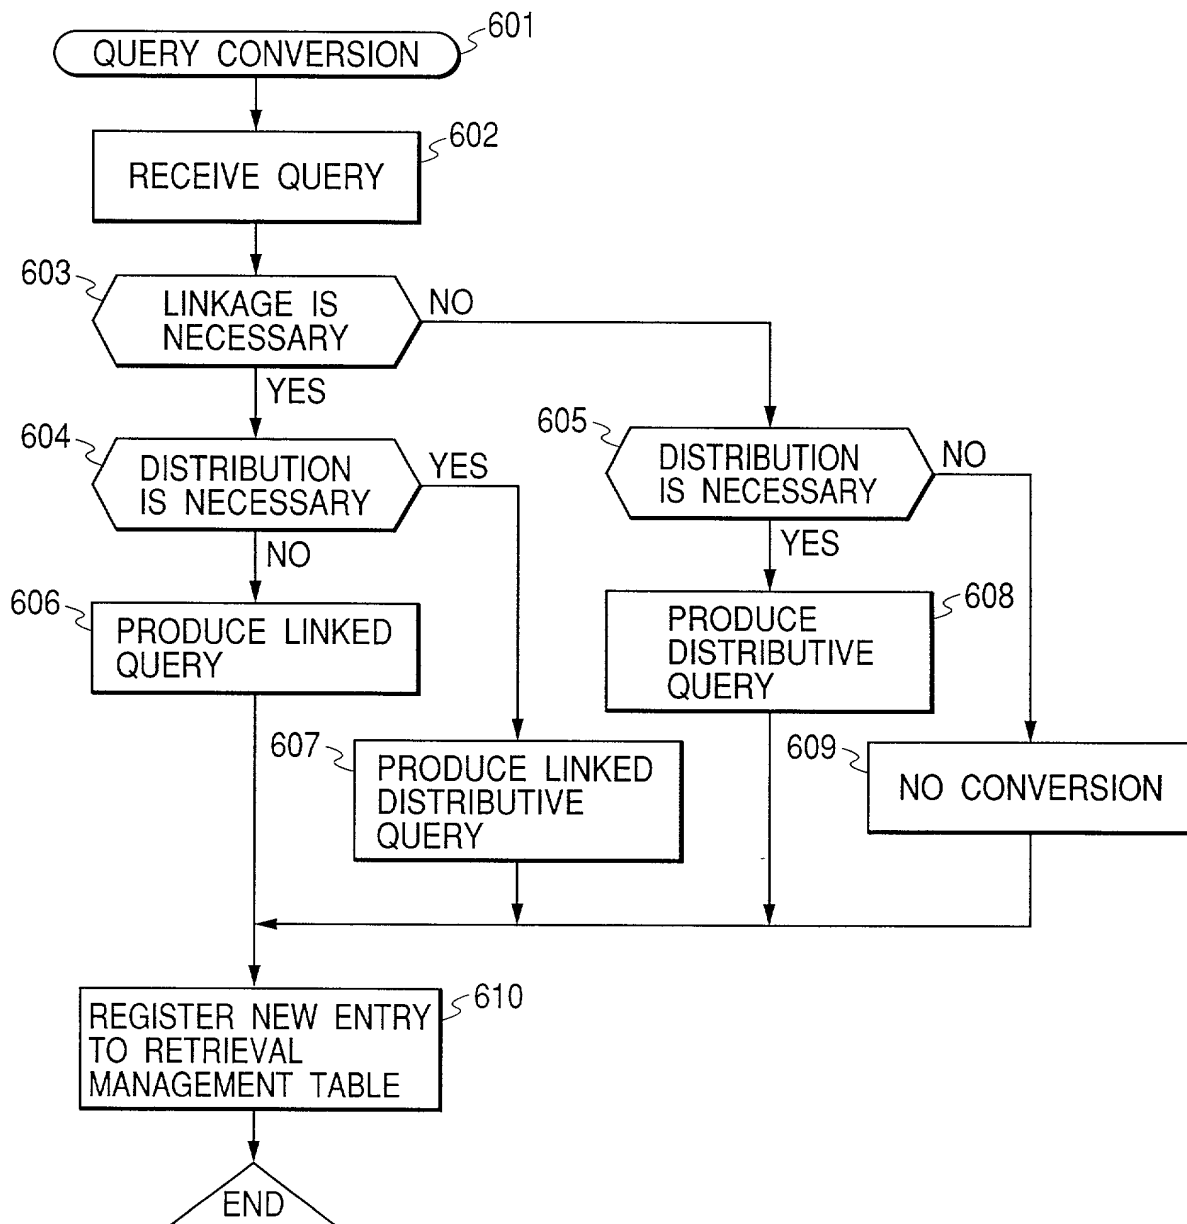 601
QUERY CONVERSION
602
RECEIVE QUERY
603
LINKAGE IS
NECESSARY
NO
YES
604
DISTRIBUTION
IS NECESSARY
YES
NO
605
DISTRIBUTION
IS NECESSARY
NO
YES
606
PRODUCE LINKED
QUERY
608
PRODUCE
DISTRIBUTIVE
QUERY
607
PRODUCE LINKED
DISTRIBUTIVE
QUERY
609
NO CONVERSION
610
REGISTER NEW ENTRY
TO RETRIEVAL
MANAGEMENT TABLE
END